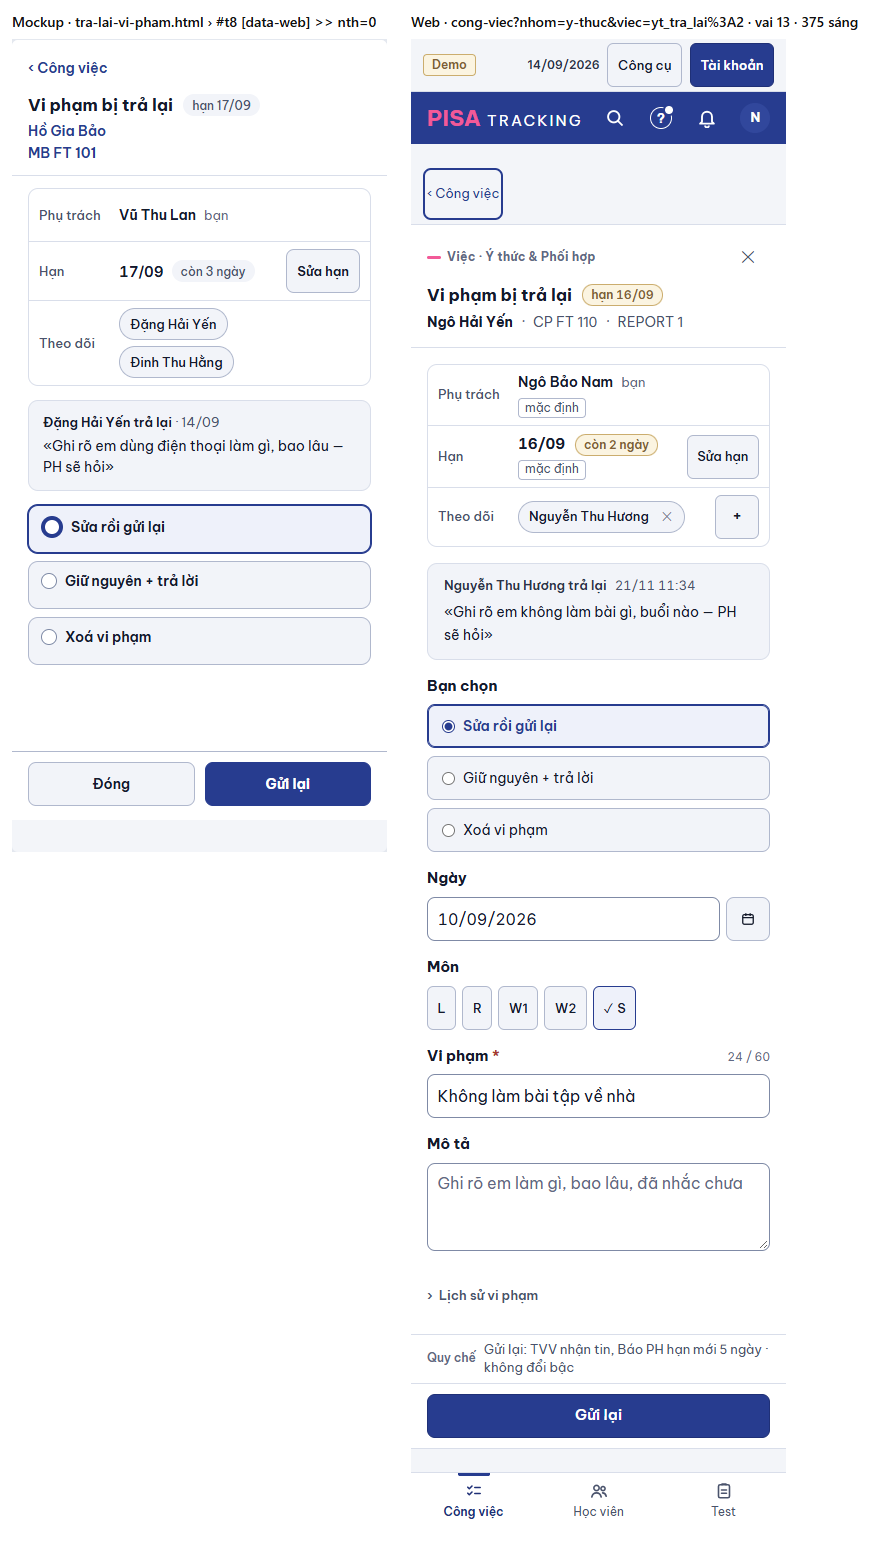 Mockup · tra-lai-vi-pham.html › #t8 [data-web] >> nth=0
‹ Công việc
Vi phạm bị trả lại hạn 17/09
Hồ Gia Bảo
MB FT 101
Phụ trách Vũ Thu Lan bạn
Hạn 17/09 còn 3 ngày Sửa hạn
Theo dõi Đặng Hải Yến
Đinh Thu Hằng
Đặng Hải Yến trả lại · 14/09
«Ghi rõ em dùng điện thoại làm gì, bao lâu —
PH sẽ hỏi»
Sửa rồi gửi lại
Giữ nguyên + trả lời
Xoá vi phạm
Đóng Gửi lại
Web · cong-viec?nhom=y-thuc&viec=yt_tra_lai%3A2 · vai 13 · 375 sáng
Demo 14/09/2026 Công cụ Tài khoản
PISA TRACKING ? N
‹ Công việc
Việc · Ý thức & Phối hợp
Vi phạm bị trả lại hạn 16/09
Ngô Hải Yến · CP FT 110 · REPORT 1
Phụ trách Ngô Bảo Nam bạn
mặc định
Hạn 16/09 còn 2 ngày Sửa hạn
mặc định
Theo dõi Nguyễn Thu Hương +
Nguyễn Thu Hương trả lại 21/11 11:34
«Ghi rõ em không làm bài gì, buổi nào — PH
sẽ hỏi»
Bạn chọn
Sửa rồi gửi lại
Giữ nguyên + trả lời
Xoá vi phạm
Ngày
10/09/2026
Môn
L R W1 W2 ✓ S
Vi phạm * 24 / 60
Không làm bài tập về nhà
Mô tả
Ghi rõ em làm gì, bao lâu, đã nhắc chưa
› Lịch sử vi phạm
Quy chế Gửi lại: TVV nhận tin, Báo PH hạn mới 5 ngày ·
không đổi bậc
Gửi lại
Công việc Học viên Test